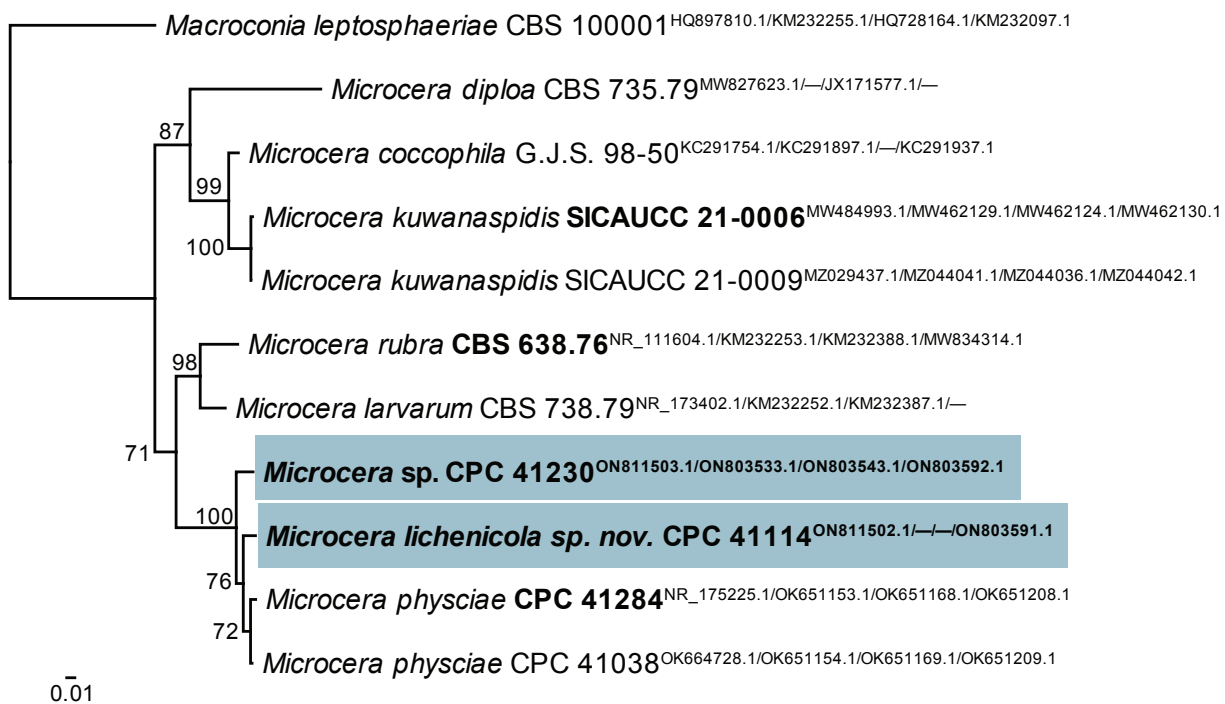 Macroconia leptosphaeriae CBS 100001HQ897810.1/KM232255.1/HQ728164.1/KM232097.1
Microcera diploa CBS 735.79MW827623.1/—/JX171577.1/—
87
Microcera coccophila G.J.S. 98-50KC291754.1/KC291897.1/—/KC291937.1
99
Microcera kuwanaspidis SICAUCC 21-0006MW484993.1/MW462129.1/MW462124.1/MW462130.1
100
Microcera kuwanaspidis SICAUCC 21-0009MZ029437.1/MZ044041.1/MZ044036.1/MZ044042.1
Microcera rubra CBS 638.76NR_111604.1/KM232253.1/KM232388.1/MW834314.1
98
Microcera larvarum CBS 738.79NR_173402.1/KM232252.1/KM232387.1/—
71
Microcera sp. CPC 41230ON811503.1/ON803533.1/ON803543.1/ON803592.1
100
Microcera lichenicola sp. nov. CPC 41114ON811502.1/—/—/ON803591.1
76
Microcera physciae CPC 41284NR_175225.1/OK651153.1/OK651168.1/OK651208.1
72
Microcera physciae CPC 41038OK664728.1/OK651154.1/OK651169.1/OK651209.1
0.01